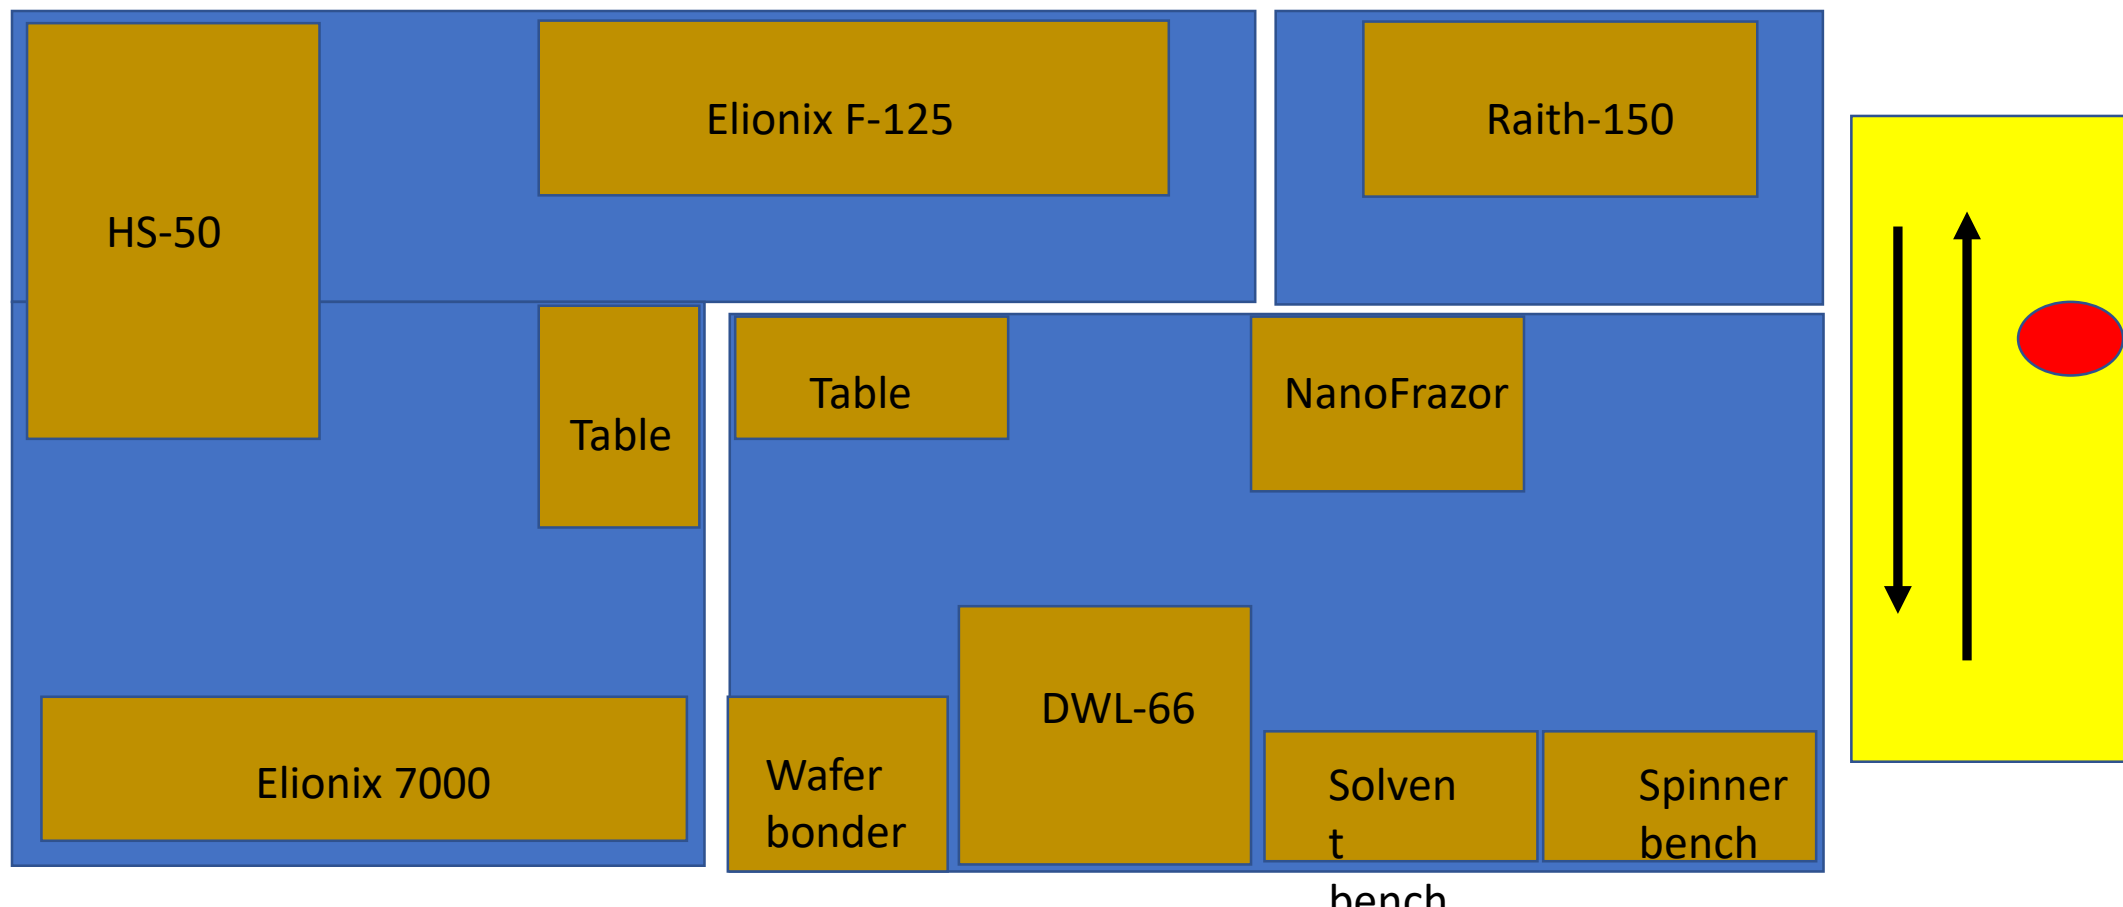 Elionix F-125
Raith-150
HS-50
Table
Table
NanoFrazor
DWL-66
Elionix 7000
Wafer
bonder
Solven
t
bench
Spinner
bench